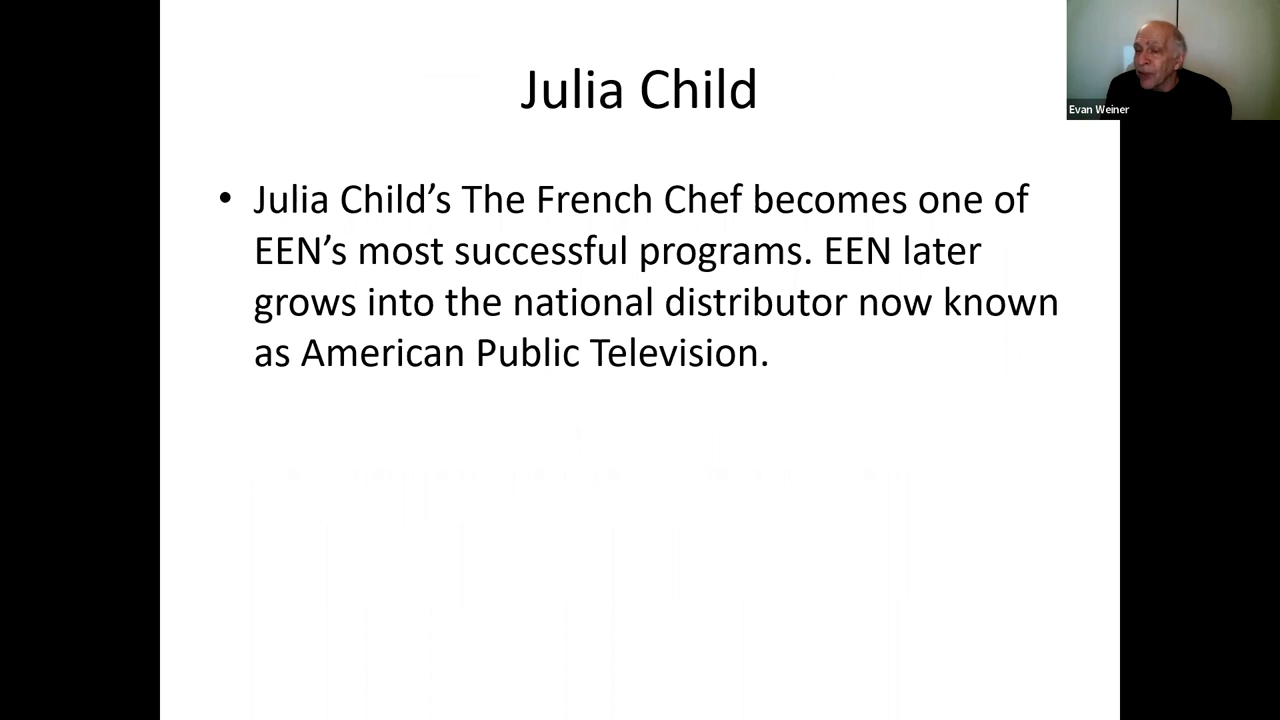 Julia Child
• Julia Child’s The French Chef becomes one of
EEN’s most successful programs. EEN later
grows into the national distributor now known
as American Public Television.
Evan Weiner